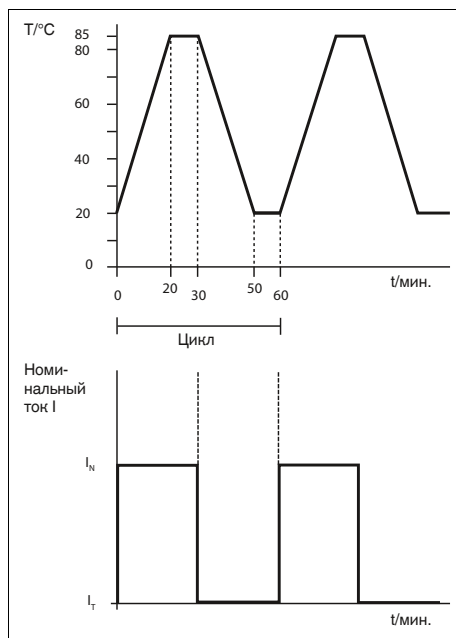 T/°C
85
80
60
40
20
0
0 20 30 50 60
t/мин.
Цикл
Номи-
нальный
ток I
I_N
I_T
t/мин.